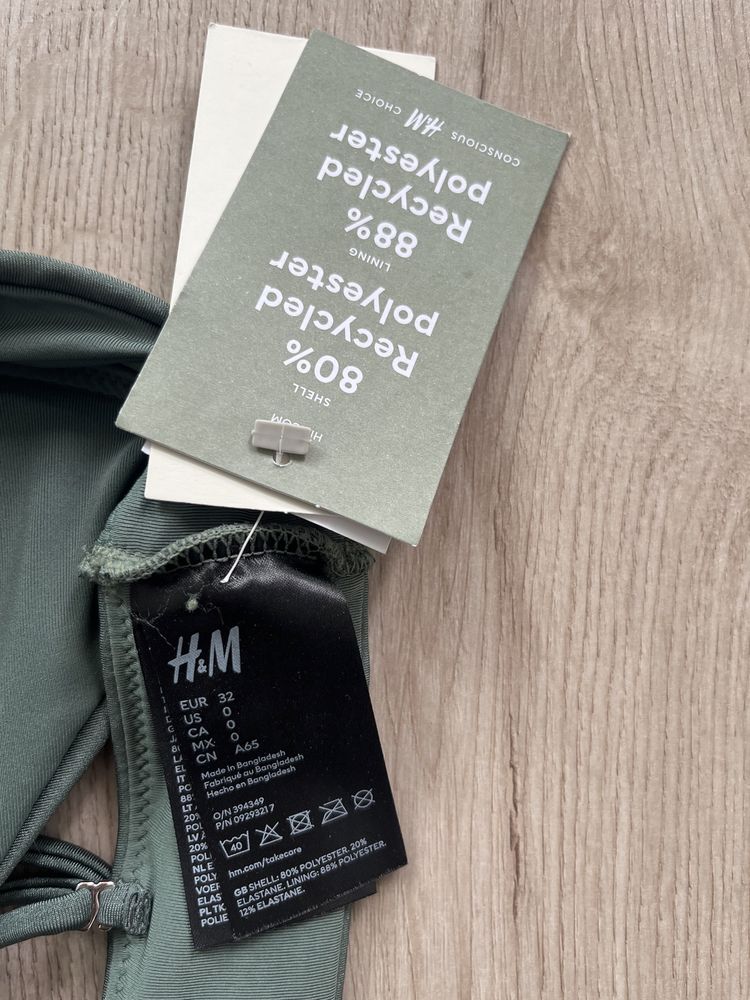 SHELL
80%
Recycled
polyester
LINING
88%
Recycled
polyester
CONSCIOUS H&M CHOICE
H&M
EUR 32
US 0
CA 0
MX 0
CN A65
Made in Bangladesh
Fabriqué au Bangladesh
Hecho en Bangladesh
O/N 394349
P/N 09293217
40
hm.com/takecare
GB SHELL: 80% POLYESTER. 20%
ELASTANE. LINING: 88% POLYESTER.
12% ELASTANE.